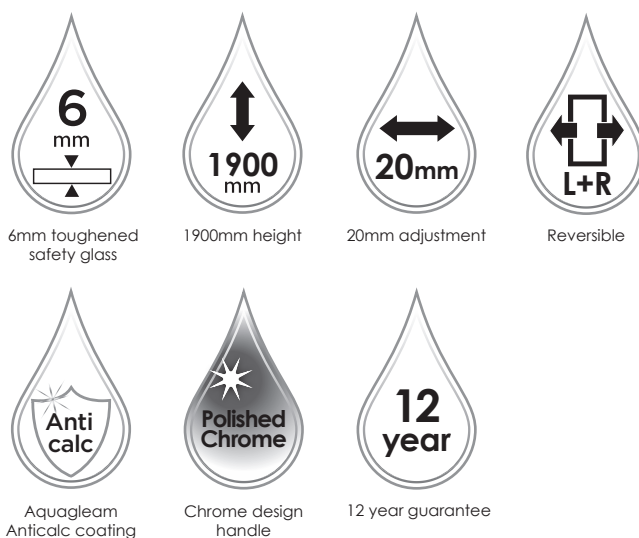 6
mm
6mm toughened
safety glass
1900
mm
1900mm height
20mm
20mm adjustment
L+R
Reversible
Anti
calc
Aquagleam
Anticalc coating
Polished
Chrome
Chrome design
handle
12
year
12 year guarantee